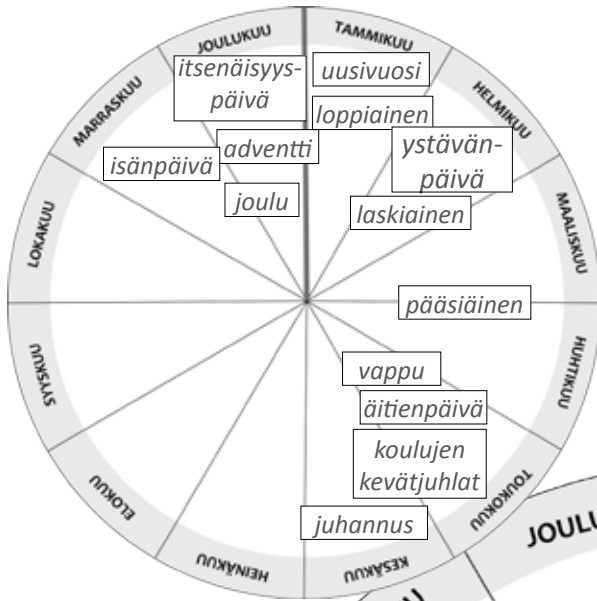 TAMMIKUU
HELMIKUU
MAALISKUU
HUHTIKUU
TOUKOKUU
KESÄKUU
HEINÄKUU
ELOKUU
SYYSKUU
LOKAKUU
MARRASKUU
JOULUKUU
uusivuosi
loppiainen
ystävän-
päivä
laskiainen
pääsiäinen
vappu
äitienpäivä
koulujen
kevätjuhlat
juhannus
isänpäivä
itsenäisyys-
päivä
adventti
joulu
JOULU